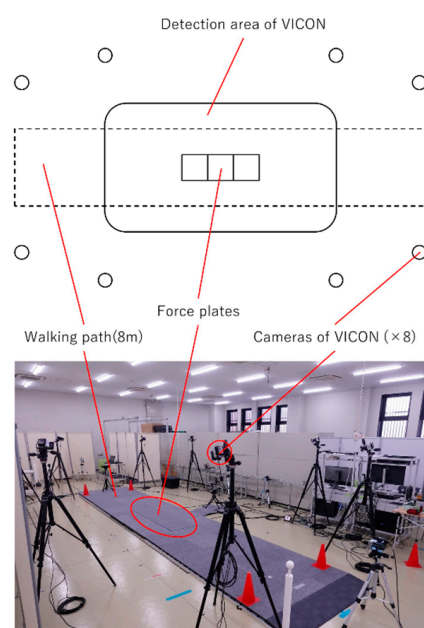 Detection area of VICON
Force plates
Walking path(8m)
Cameras of VICON (×8)